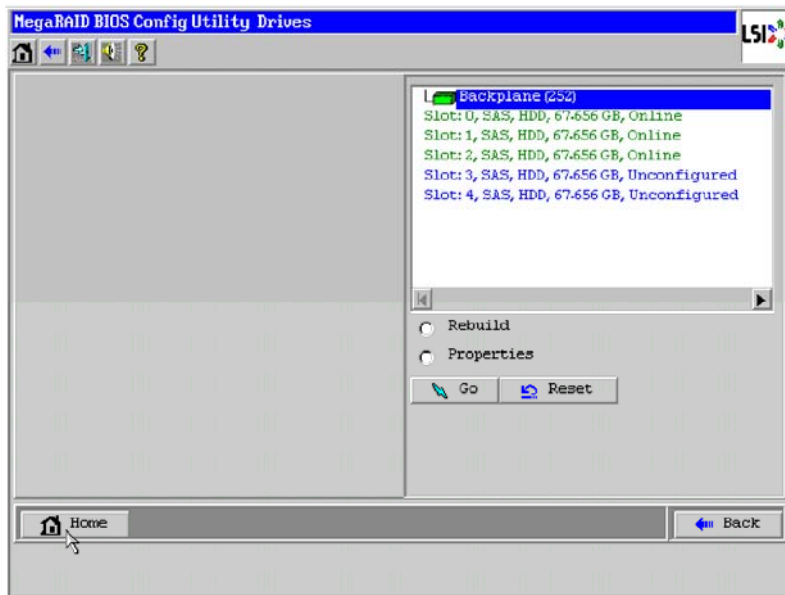 MegaRAID BIOS Config Utility Drives
LSI
Backplane (252)
Slot: 0, SAS, HDD, 67.656 GB, Online
Slot: 1, SAS, HDD, 67.656 GB, Online
Slot: 2, SAS, HDD, 67.656 GB, Online
Slot: 3, SAS, HDD, 67.656 GB, Unconfigured
Slot: 4, SAS, HDD, 67.656 GB, Unconfigured
Rebuild
Properties
Go Reset
Home Back